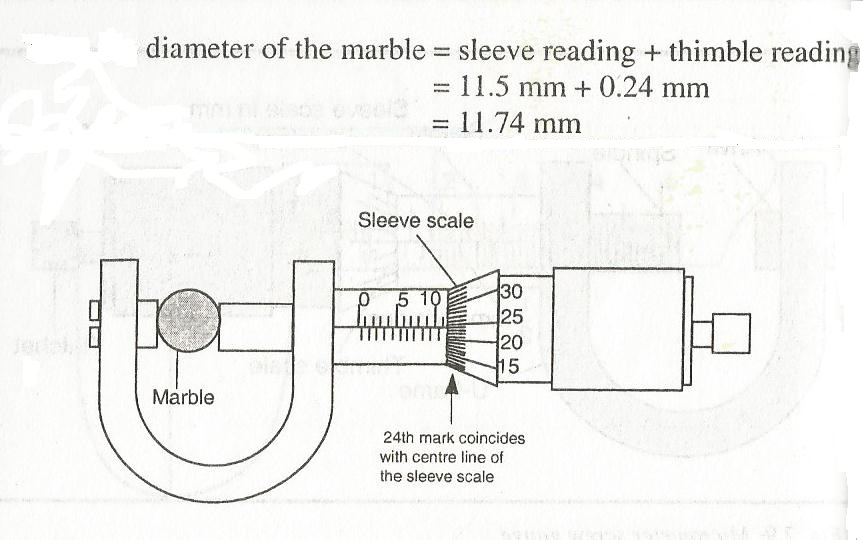 diameter of the marble = sleeve reading + thimble reading
= 11.5 mm + 0.24 mm
= 11.74 mm
Sleeve scale
0 5 10
30
25
20
15
Marble
24th mark coincides
with centre line of
the sleeve scale